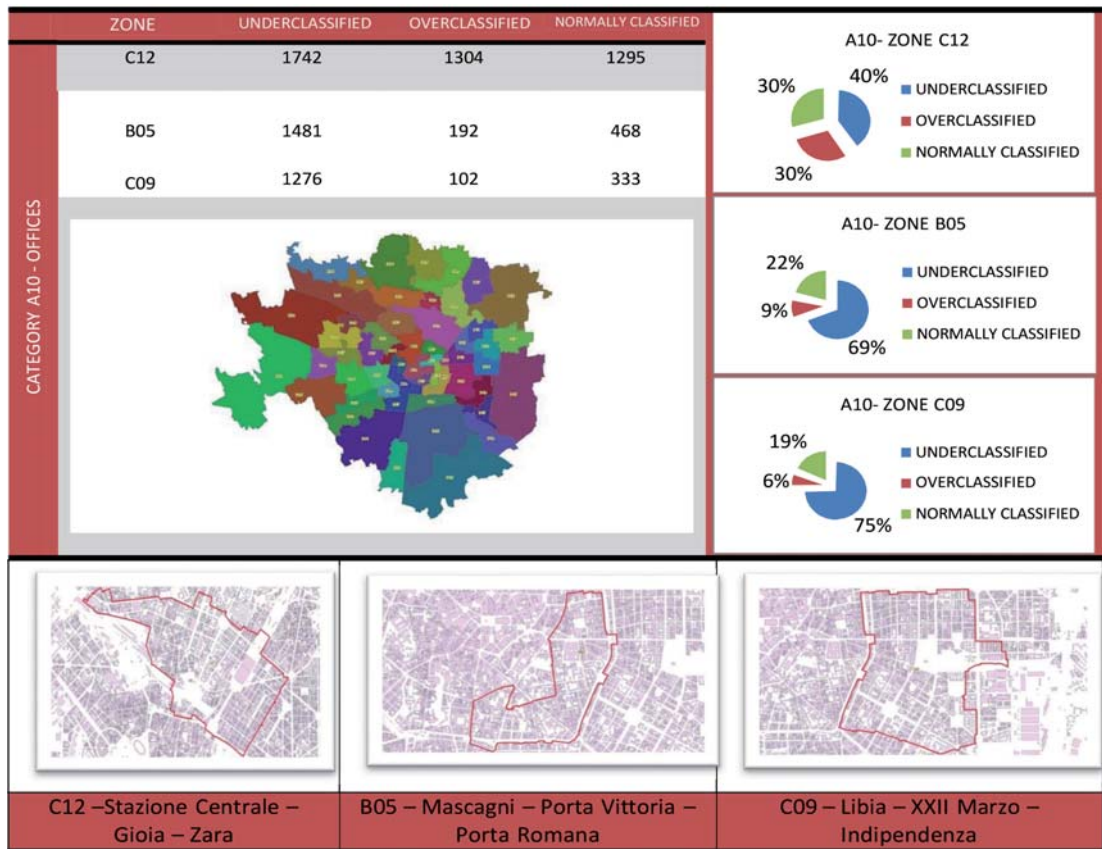 ZONE UNDERCLASSIFIED OVERCLASSIFIED NORMALLY CLASSIFIED
C12 1742 1304 1295
B05 1481 192 468
C09 1276 102 333
CATEGORY A10 - OFFICES
A10- ZONE C12
40%
30%
30%
UNDERCLASSIFIED
OVERCLASSIFIED
NORMALLY CLASSIFIED
A10- ZONE B05
22%
9%
69%
UNDERCLASSIFIED
OVERCLASSIFIED
NORMALLY CLASSIFIED
A10- ZONE C09
19%
6%
75%
UNDERCLASSIFIED
OVERCLASSIFIED
NORMALLY CLASSIFIED
C12 –Stazione Centrale –
Gioia – Zara
B05 – Mascagni – Porta Vittoria –
Porta Romana
C09 – Libia – XXII Marzo –
Indipendenza